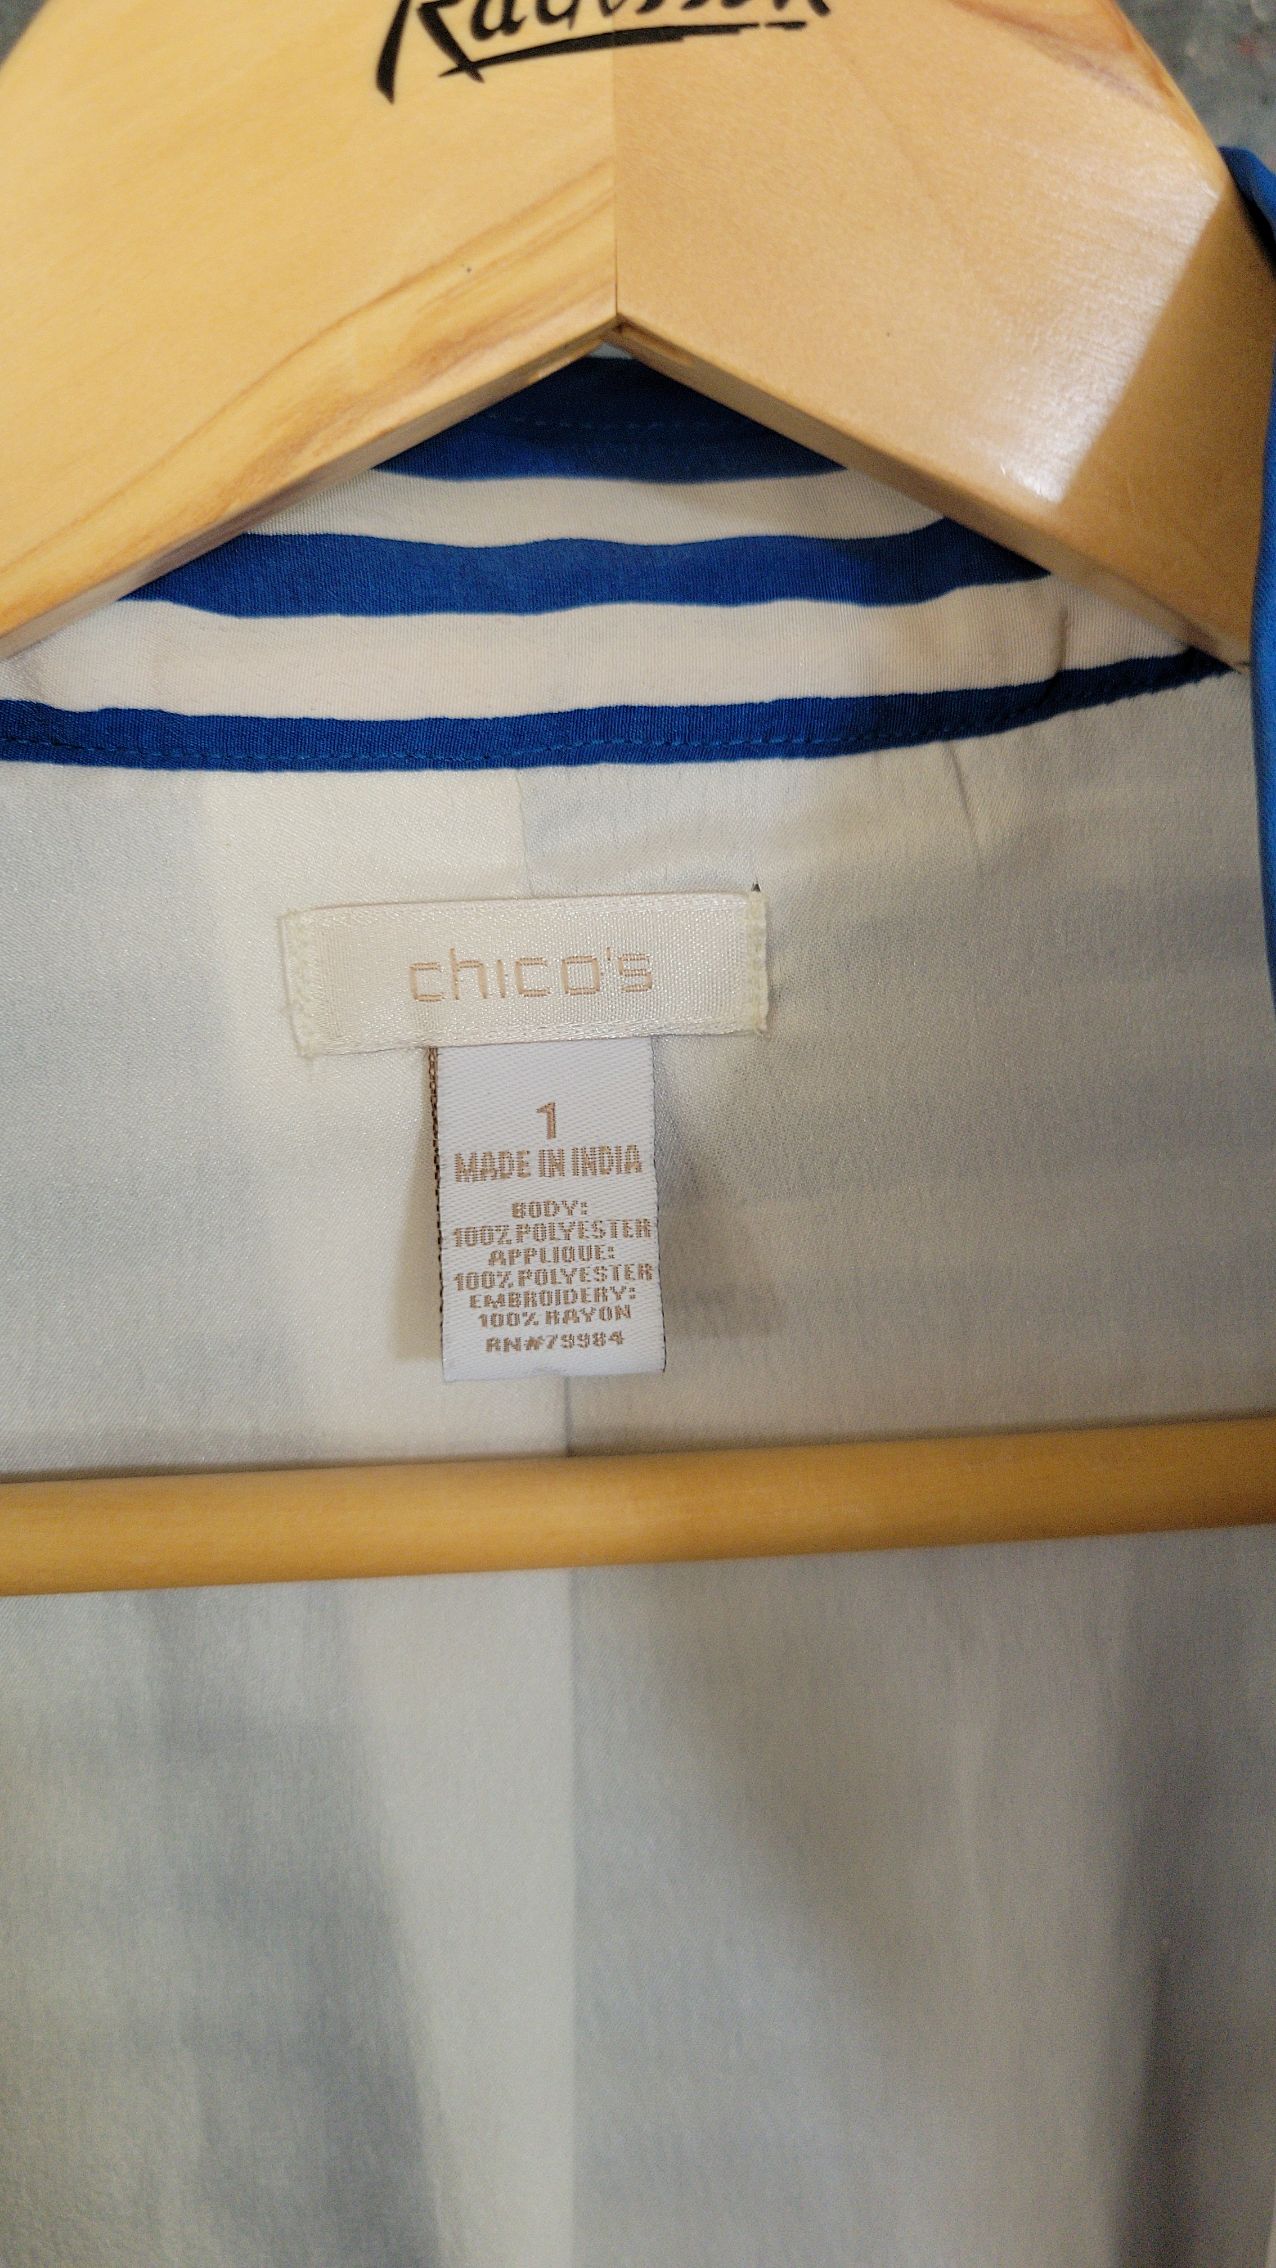 chico's
1
MADE IN INDIA
BODY:
100% POLYESTER
APPLIQUE:
100% POLYESTER
EMBROIDERY:
100% RAYON
RN#79984